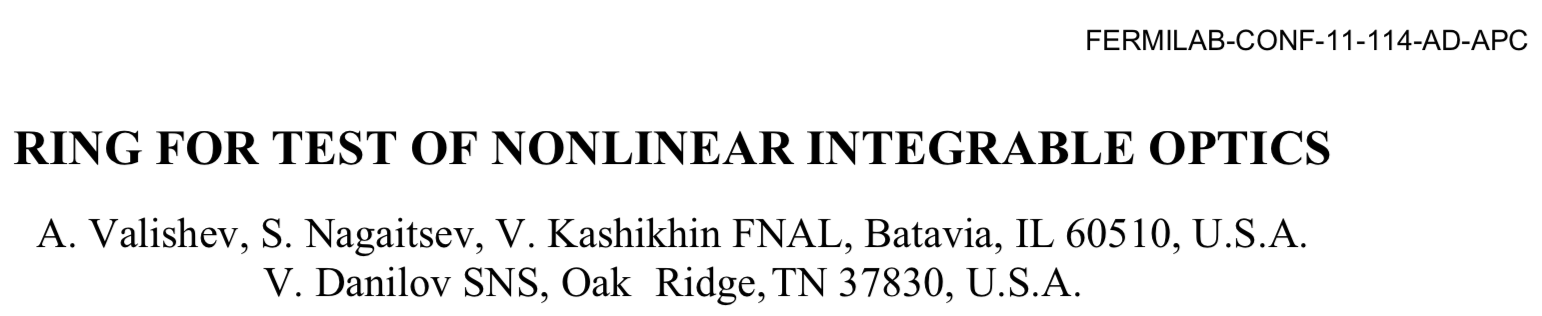 FERMILAB-CONF-11-114-AD-APC
RING FOR TEST OF NONLINEAR INTEGRABLE OPTICS
A. Valishev, S. Nagaitsev, V. Kashikhin FNAL, Batavia, IL 60510, U.S.A.
V. Danilov SNS, Oak Ridge, TN 37830, U.S.A.